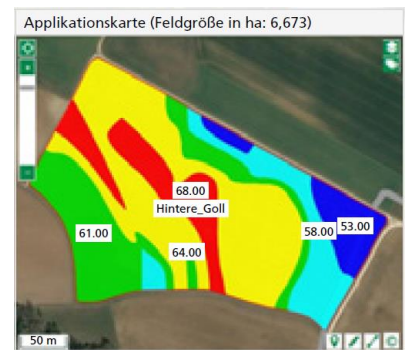 Applikationskarte (Feldgröße in ha: 6,673)
68.00
Hintere_Goll
61.00
64.00
58.00
53.00
50 m